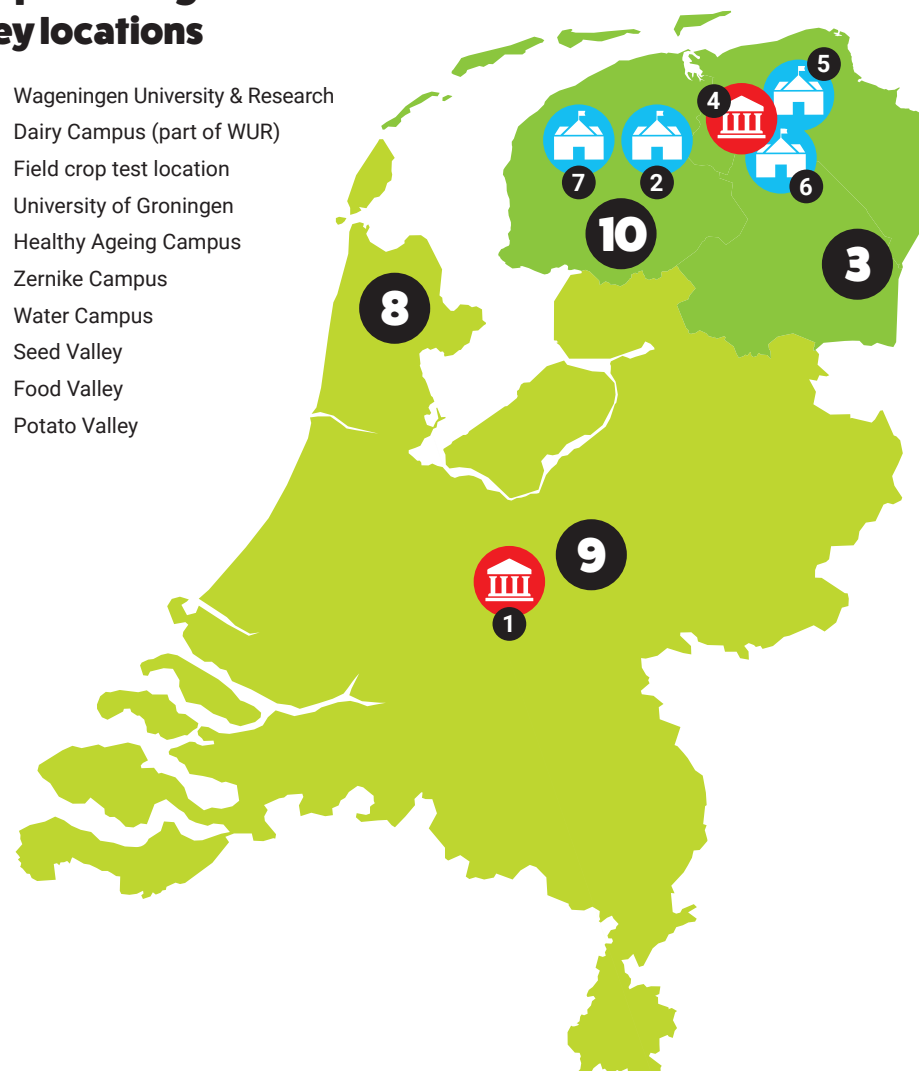 ey locations
Wageningen University & Research
Dairy Campus (part of WUR)
Field crop test location
University of Groningen
Healthy Ageing Campus
Zernike Campus
Water Campus
Seed Valley
Food Valley
Potato Valley
5
4
7
2
6
10
3
8
9
1